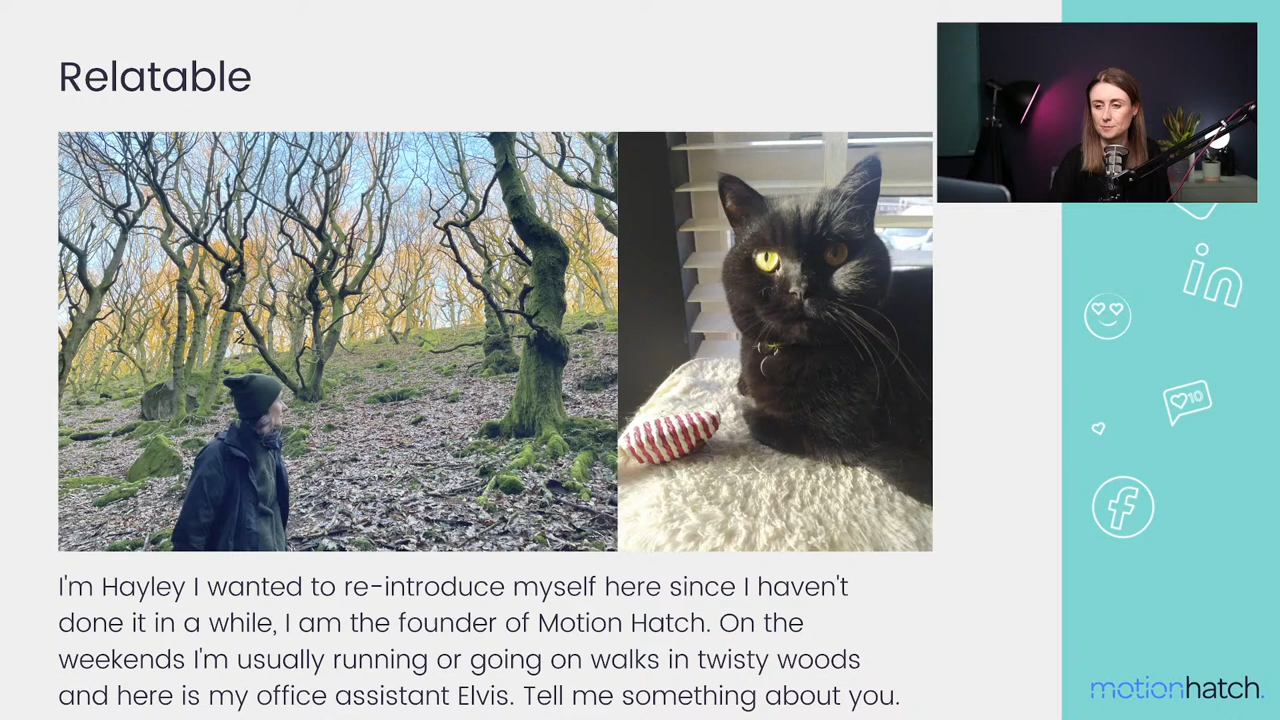 Relatable
in
10
f
I'm Hayley I wanted to re-introduce myself here since I haven't
done it in a while, I am the founder of Motion Hatch. On the
weekends I'm usually running or going on walks in twisty woods
and here is my office assistant Elvis. Tell me something about you.
motionhatch.